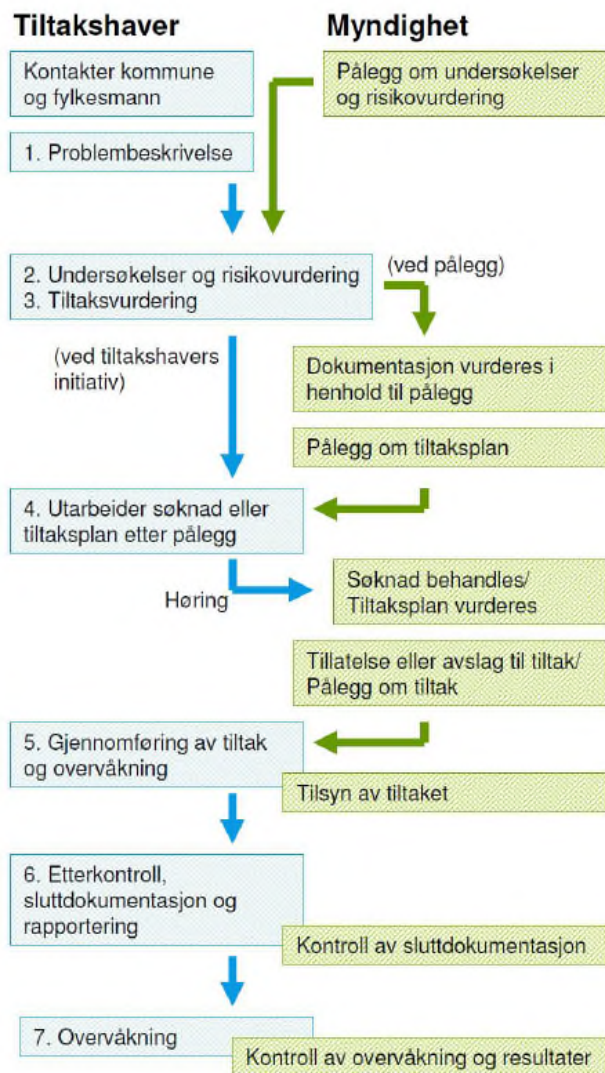 Tiltakshaver
Myndighet
Kontakter kommune
og fylkesmann
Pålegg om undersøkelser
og risikovurdering
1. Problembeskrivelse
2. Undersøkelser og risikovurdering
3. Tiltaksvurdering
(ved pålegg)
(ved tiltakshavers
initiativ)
Dokumentasjon vurderes i
henhold til pålegg
Pålegg om tiltaksplan
4. Utarbeider søknad eller
tiltaksplan etter pålegg
Høring
Søknad behandles/
Tiltaksplan vurderes
Tillatelse eller avslag til tiltak/
Pålegg om tiltak
5. Gjennomføring av tiltak
og overvåkning
Tilsyn av tiltaket
6. Etterkontroll,
sluttdokumentasjon og
rapportering
Kontroll av sluttdokumentasjon
7. Overvåkning
Kontroll av overvåkning og resultater